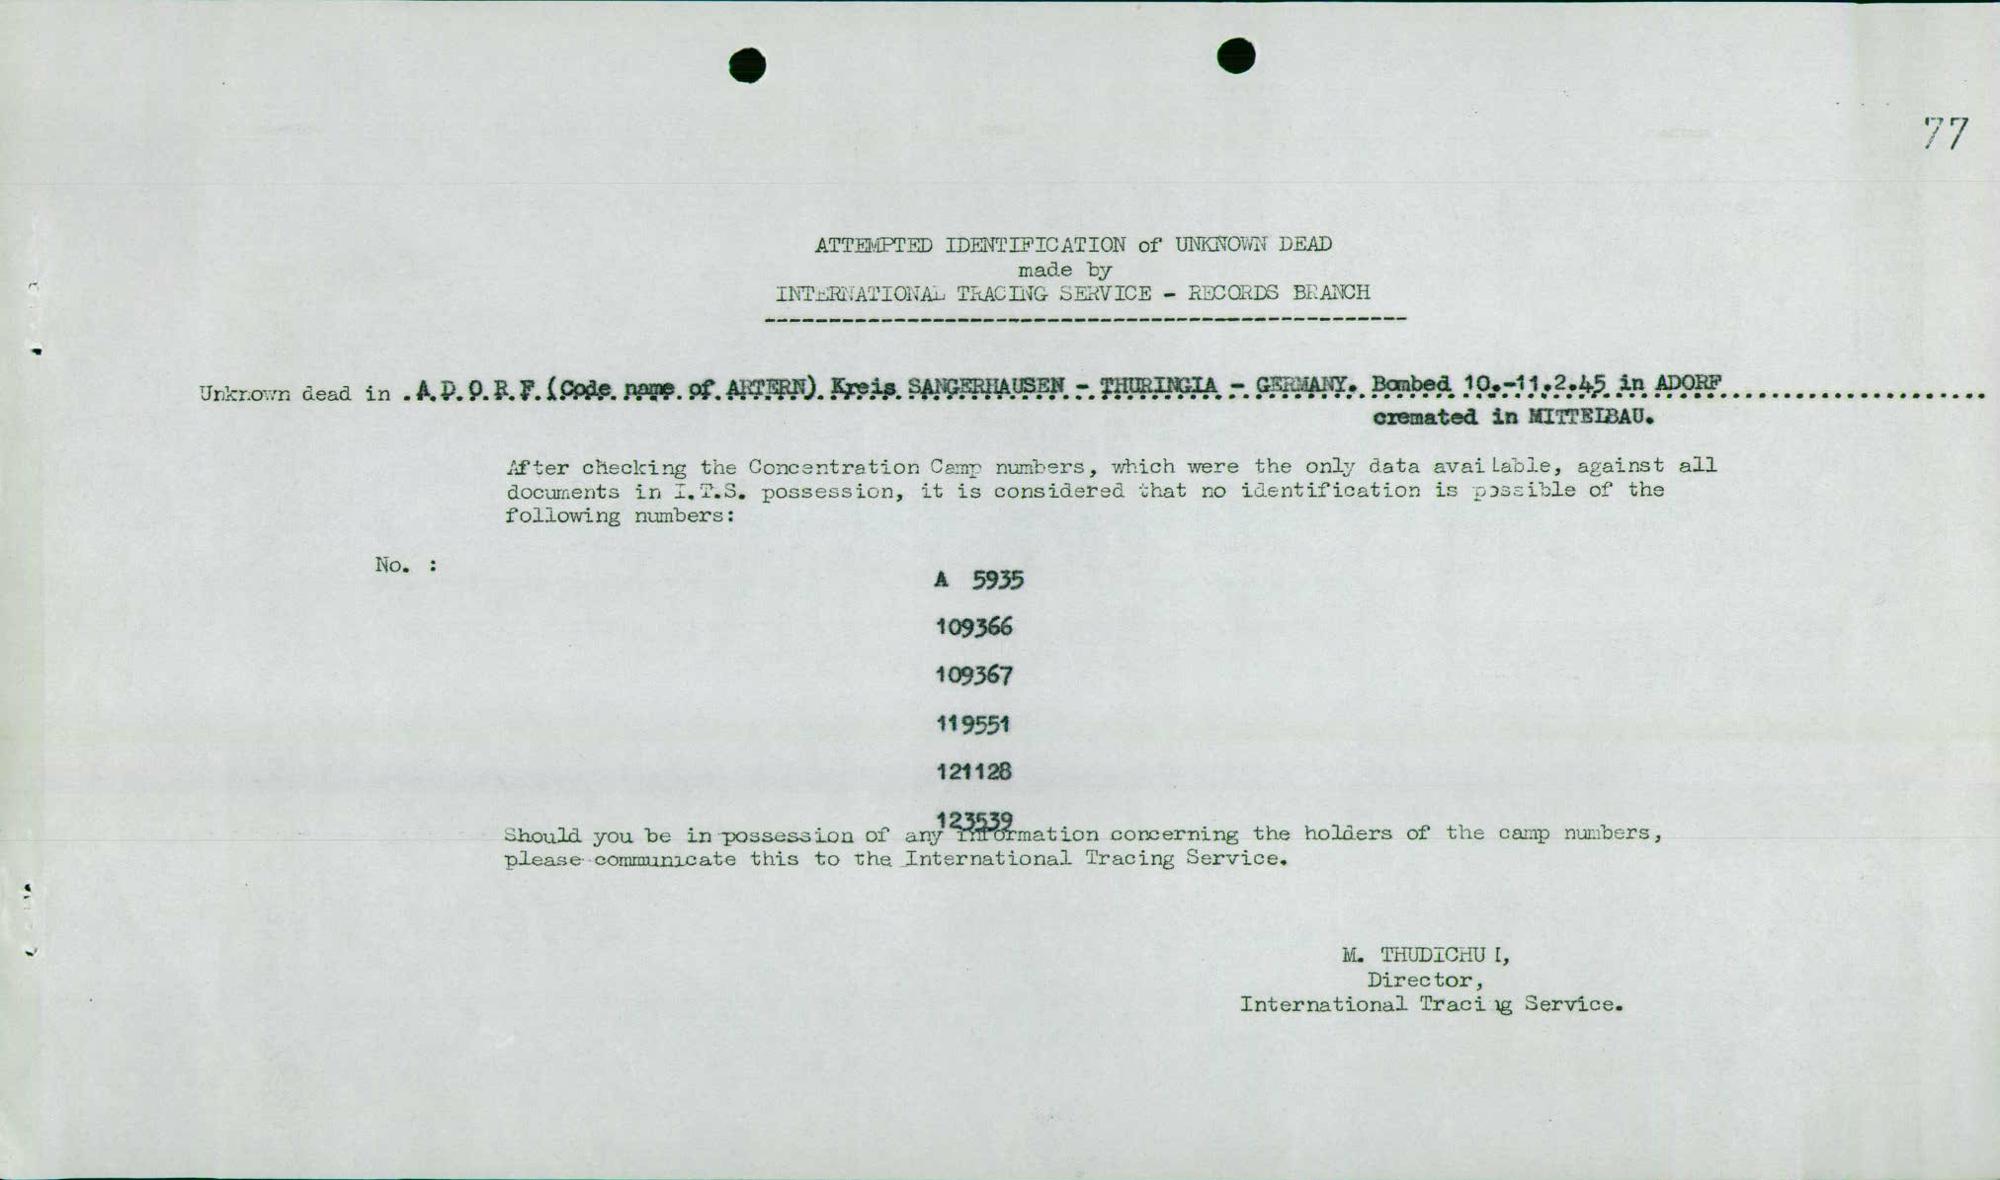 77
ATTEMPTED IDENTIFICATION of UNKNOWN DEAD
made by
INTERNATIONAL TRACING SERVICE - RECORDS BRANCH
Unknown dead in .A.D.O.R.F.(Code name of ARTERN) Kreis SANGERHAUSEN - THURINGIA - GERMANY. Bombed 10.-11.2.45 in ADORF
cremated in MITTELBAU.
After checking the Concentration Camp numbers, which were the only data available, against all
documents in I.T.S. possession, it is considered that no identification is possible of the
following numbers:
No. :
A 5935
109366
109367
119551
121128
123539
Should you be in possession of any information concerning the holders of the camp numbers,
please communicate this to the International Tracing Service.
M. THUDICHUM,
Director,
International Tracing Service.